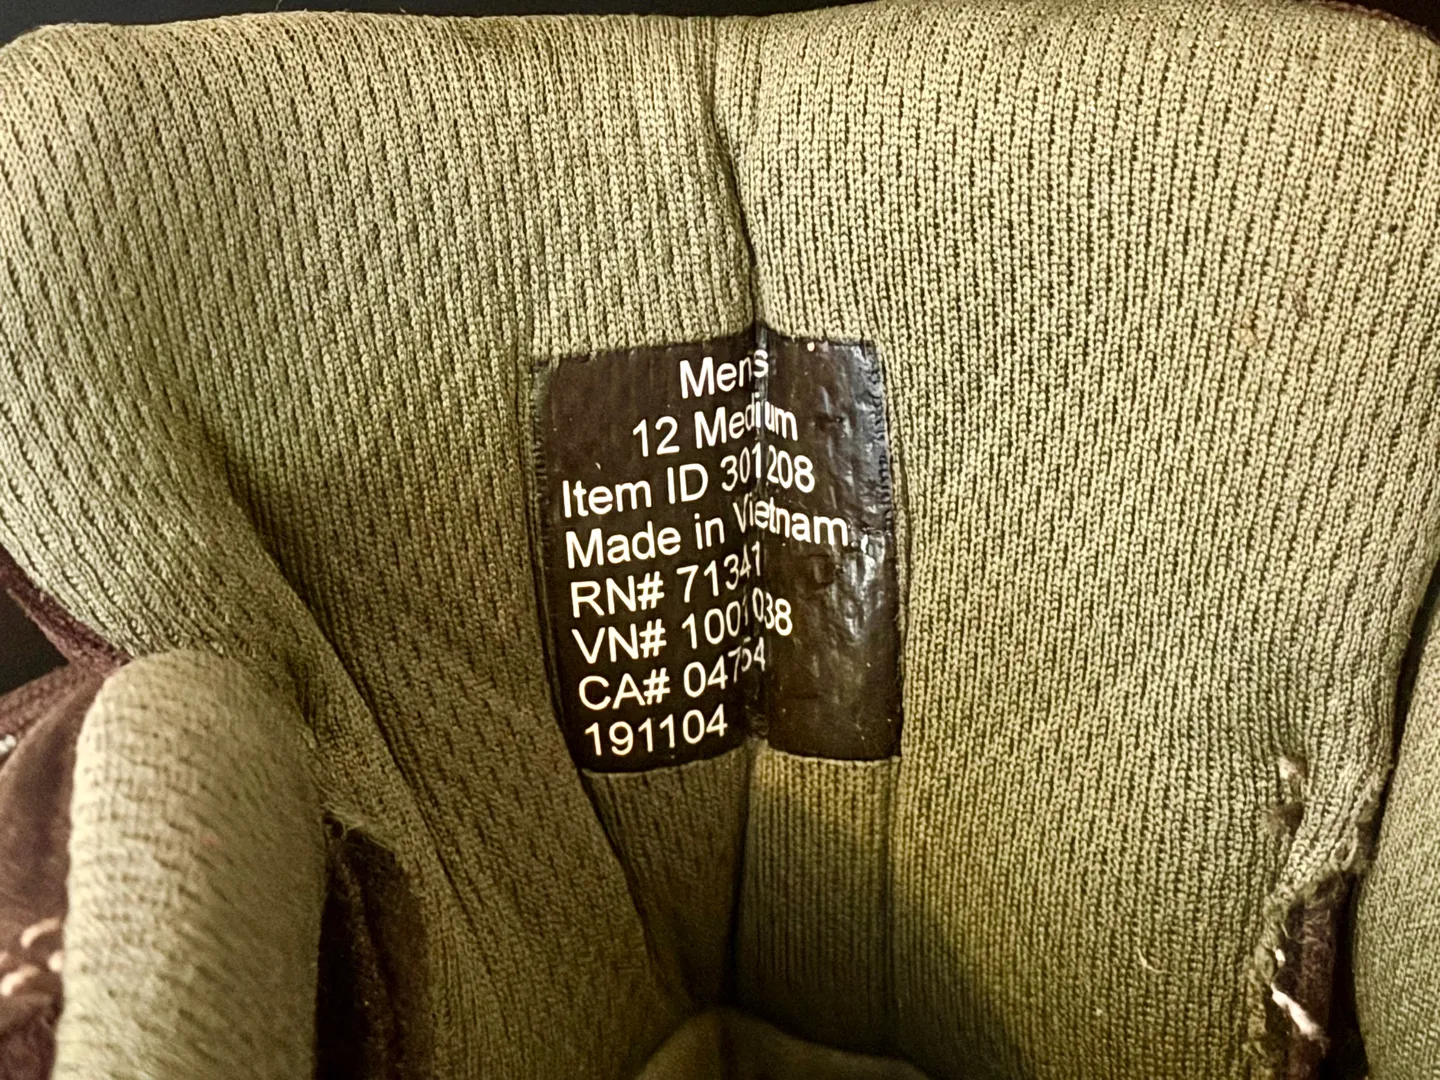 Mens
12 Medium
Item ID 301208
Made in Vietnam
RN# 71341
VN# 1001038
CA# 04754
191104